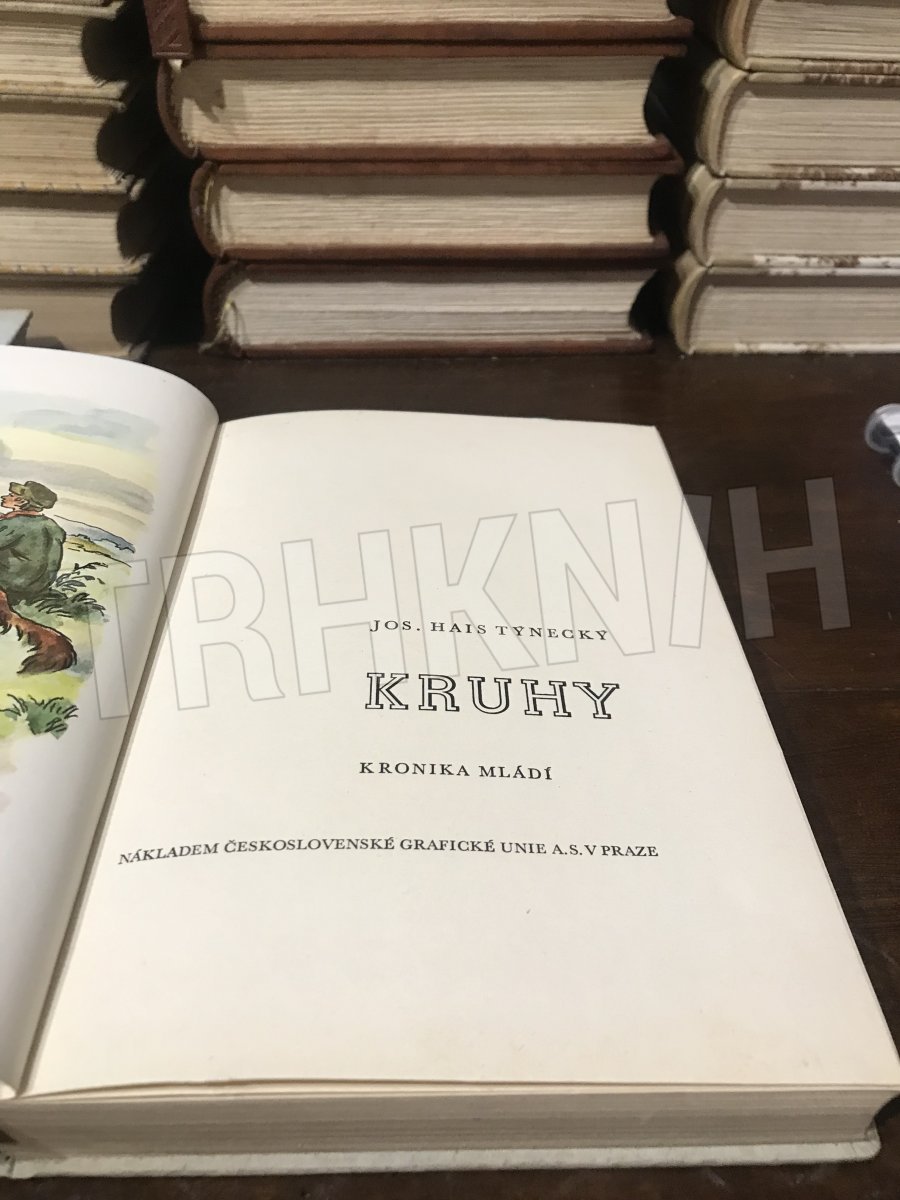 TRHKNIH
JOS. HAIS TÝNECKÝ
KRUHY
KRONIKA MLÁDÍ
NÁKLADEM ČESKOSLOVENSKÉ GRAFICKÉ UNIE A.S. V PRAZE